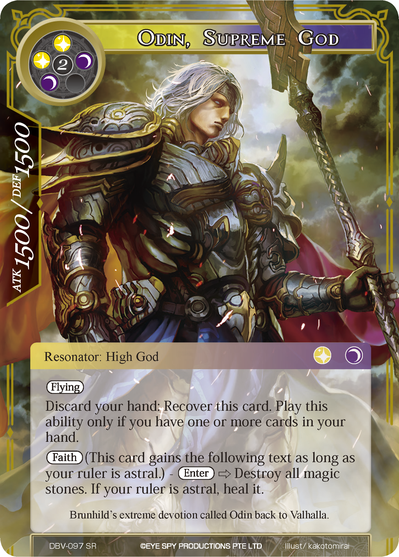 Odin, Supreme God
2
ATK 1500/DEF 1500
Resonator: High God
Flying
Discard your hand: Recover this card. Play this
ability only if you have one or more cards in your
hand.
Faith (This card gains the following text as long as
your ruler is astral.) - Enter ⇨ Destroy all magic
stones. If your ruler is astral, heal it.
Brunhild's extreme devotion called Odin back to Valhalla.
DBV-097 SR ©EYE SPY PRODUCTIONS PTE LTD Illust/ kakotomirai